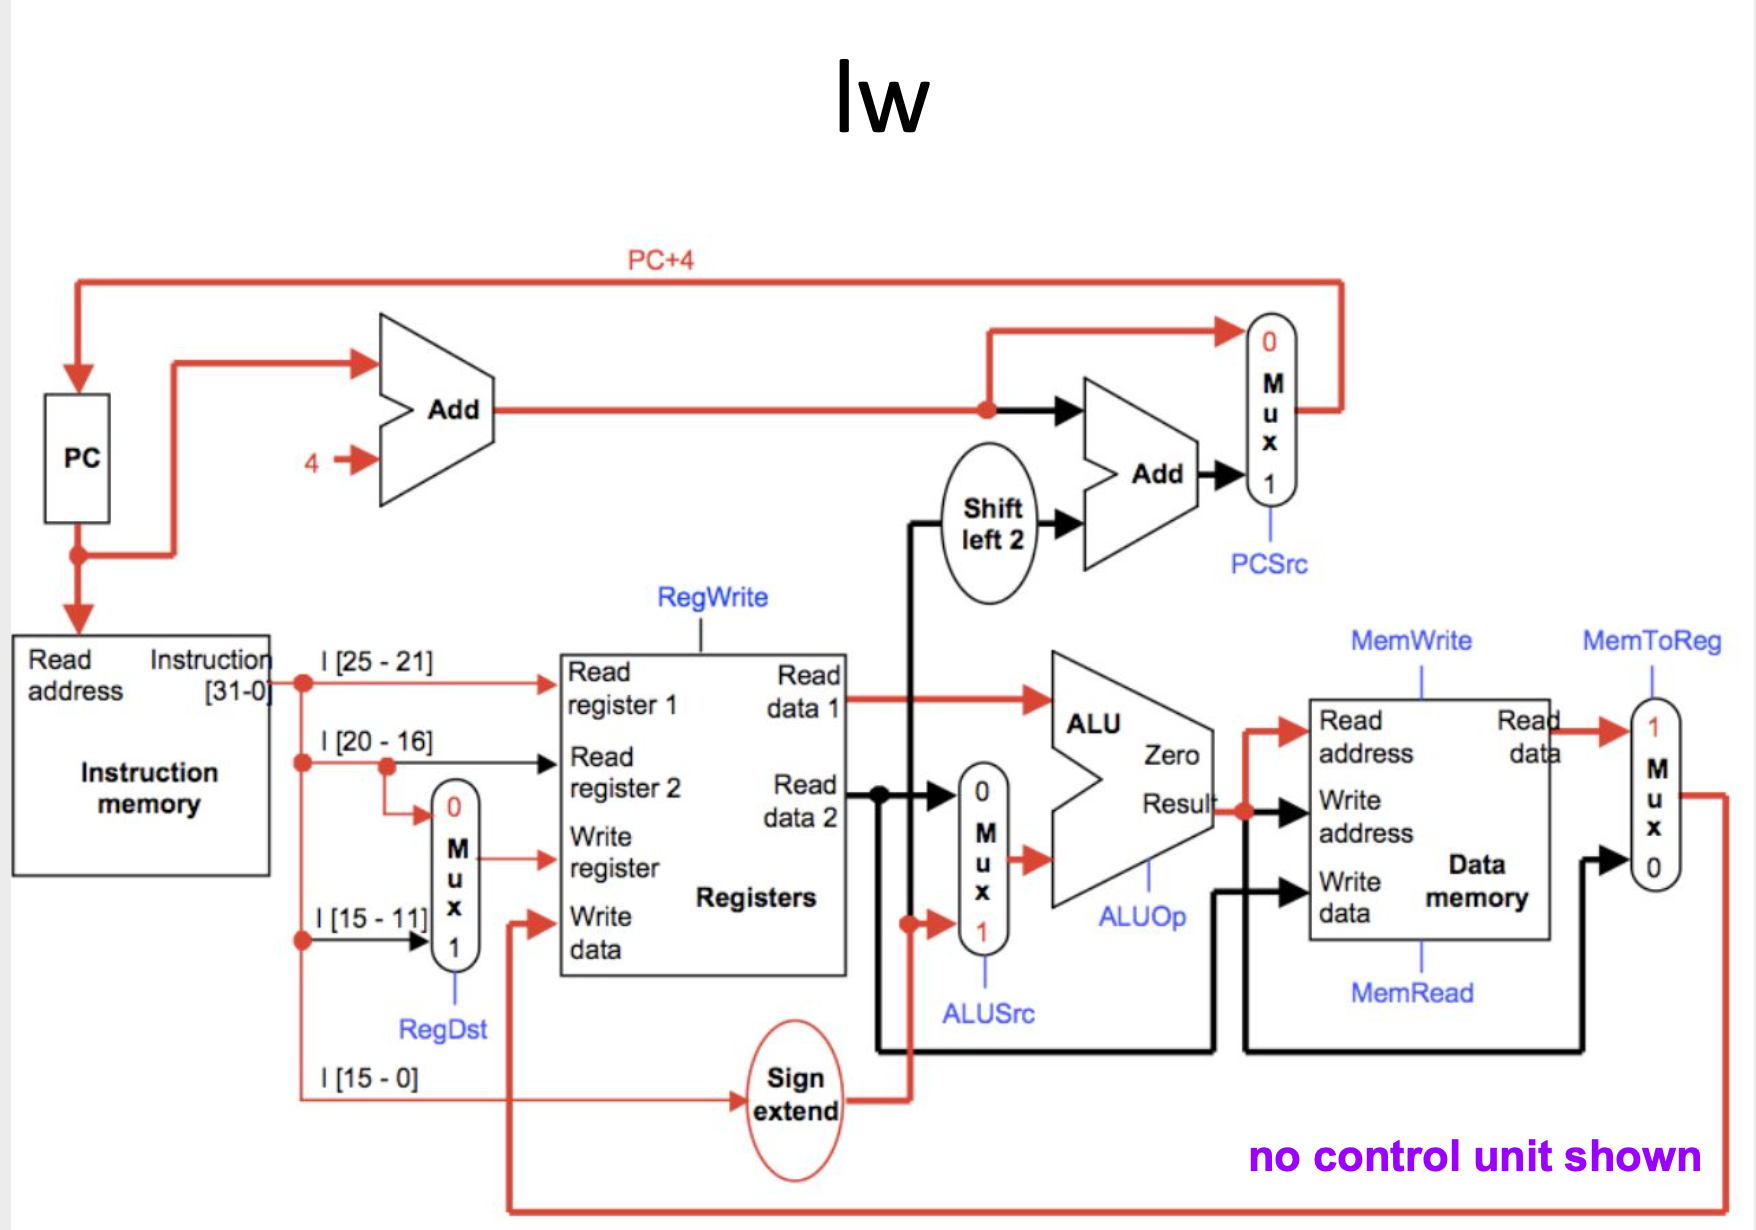 lw
PC+4
0
M
u
x
1
PCSrc
Add
4
PC
Add
Shift
left 2
RegWrite
MemWrite
MemToReg
Read
address
Instruction
[31-0]
Instruction
memory
I [25 - 21]
I [20 - 16]
I [15 - 11]
I [15 - 0]
0
M
u
x
1
RegDst
Read
register 1
Read
register 2
Write
register
Write
data
Read
data 1
Read
data 2
Registers
Sign
extend
0
M
u
x
1
ALUSrc
ALU
Zero
Result
ALUOp
Read
address
Write
address
Write
data
Read
data
Data
memory
MemRead
1
M
u
x
0
no control unit shown